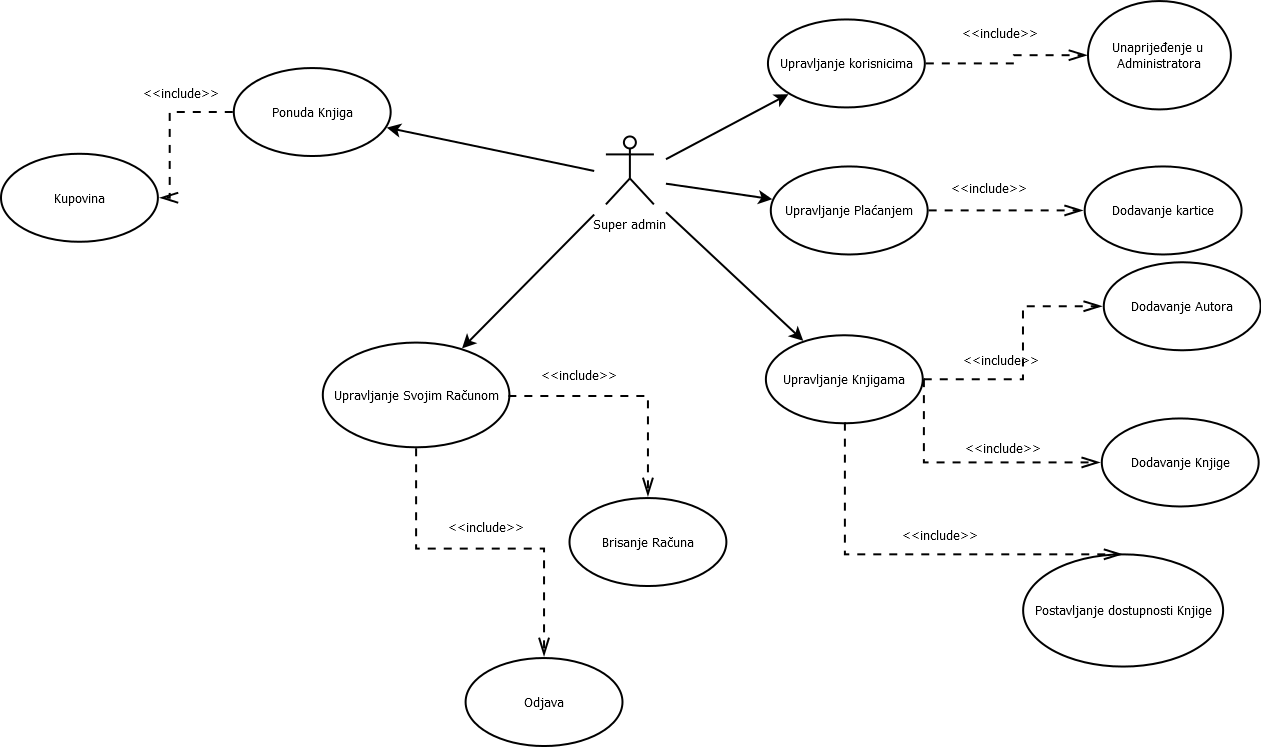 <<include>>
Unaprijeđenje u
Administratora
Upravljanje korisnicima
<<include>>
Ponuda Knjiga
Kupovina
Super admin
<<include>>
Upravljanje Plaćanjem
Dodavanje kartice
Dodavanje Autora
<<include>>
Upravljanje Knjigama
<<include>>
Upravljanje Svojim Računom
<<include>>
Dodavanje Knjige
<<include>>
Brisanje Računa
<<include>>
Postavljanje dostupnosti Knjige
Odjava